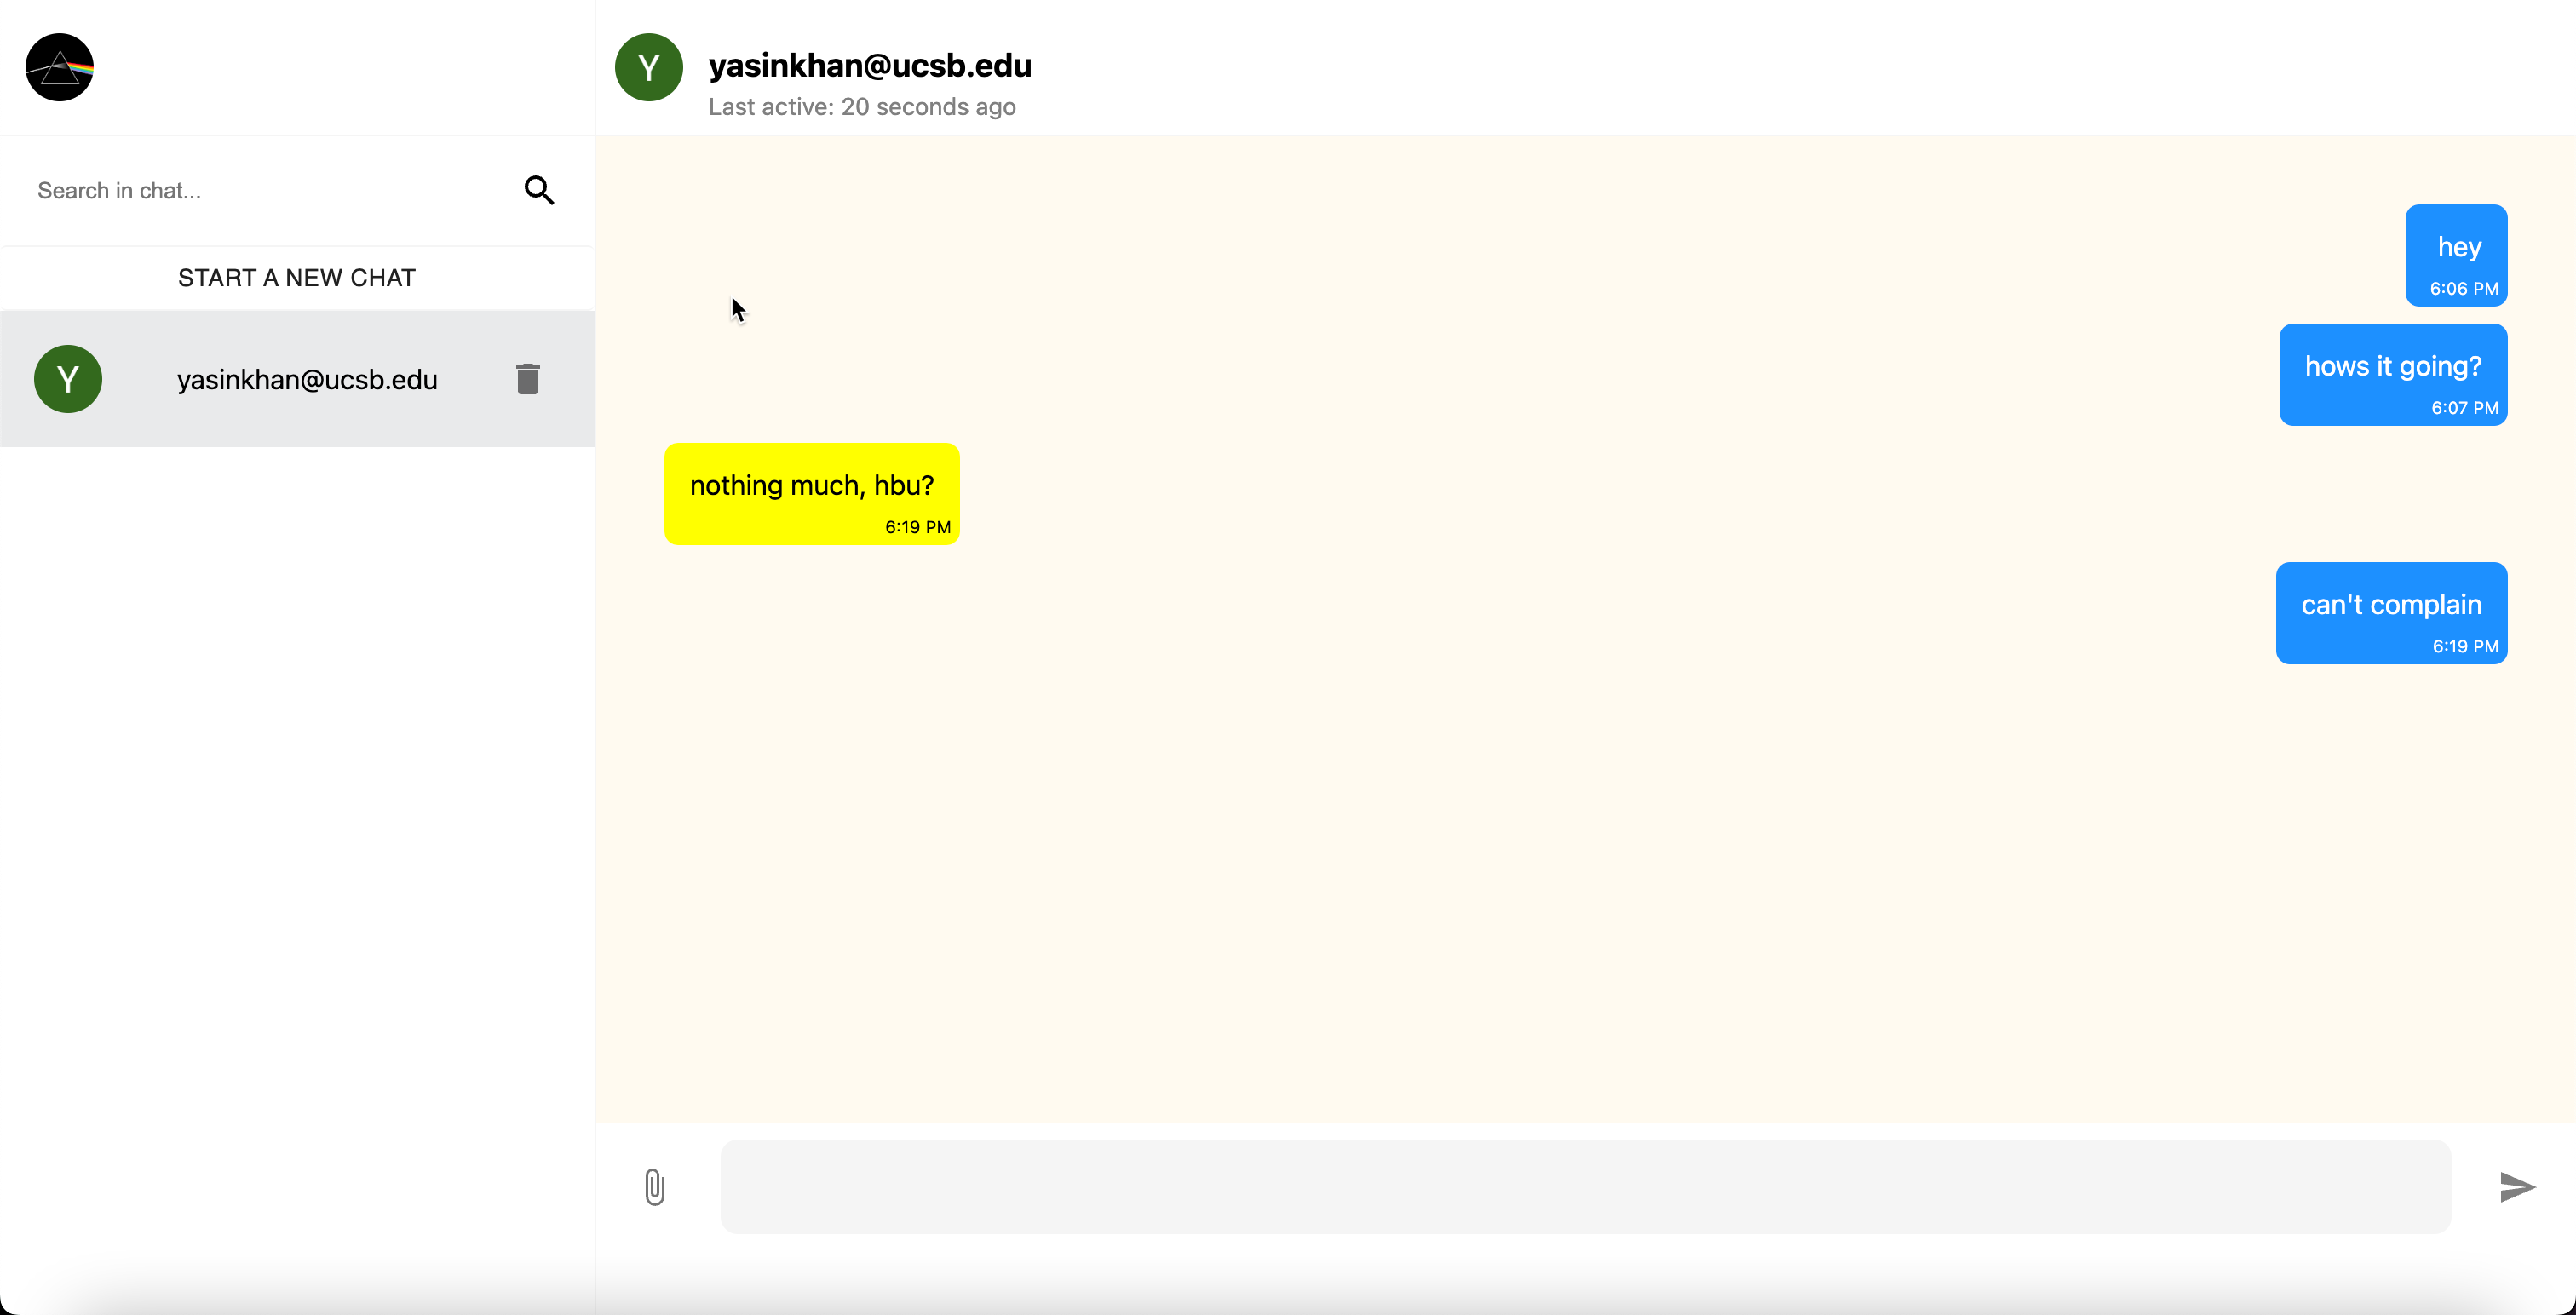 Search in chat...
START A NEW CHAT
Y
yasinkhan@ucsb.edu
Y
yasinkhan@ucsb.edu
Last active: 20 seconds ago
hey
6:06 PM
hows it going?
6:07 PM
nothing much, hbu?
6:19 PM
can't complain
6:19 PM